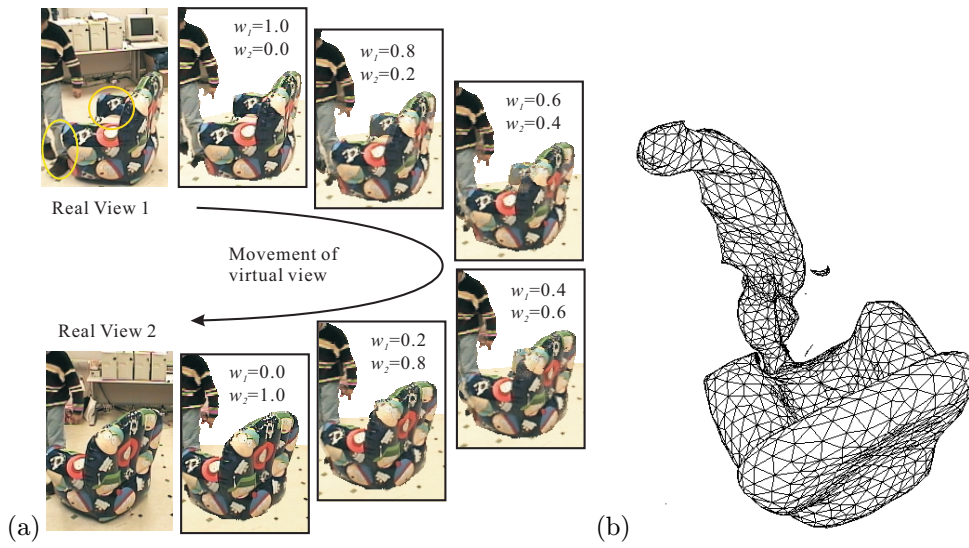 w1=1.0
w2=0.0
w1=0.8
w2=0.2
w1=0.6
w2=0.4
Real View 1
Movement of
virtual view
w1=0.4
w2=0.6
Real View 2
w1=0.2
w2=0.8
w1=0.0
w2=1.0
(a)
(b)